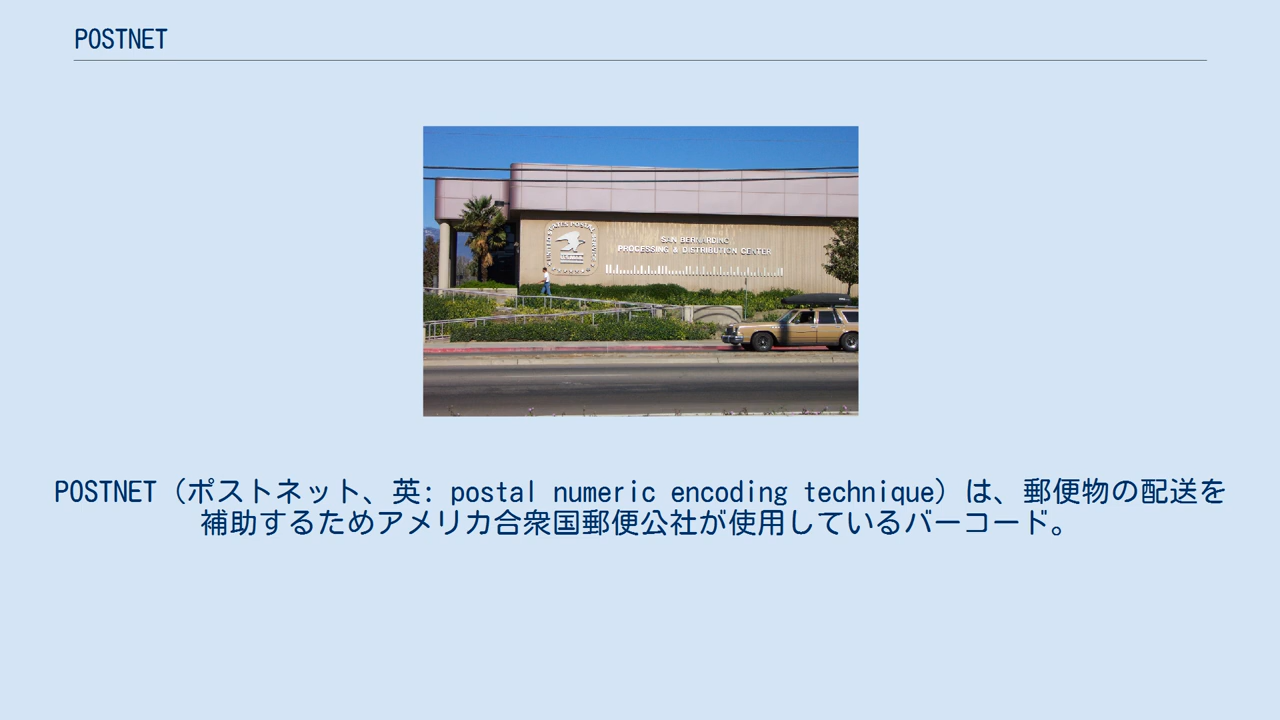 POSTNET
SAN BERNARDINO
PROCESSING & DISTRIBUTION CENTER
POSTNET（ポストネット、英: postal numeric encoding technique）は、郵便物の配送を
補助するためアメリカ合衆国郵便公社が使用しているバーコード。